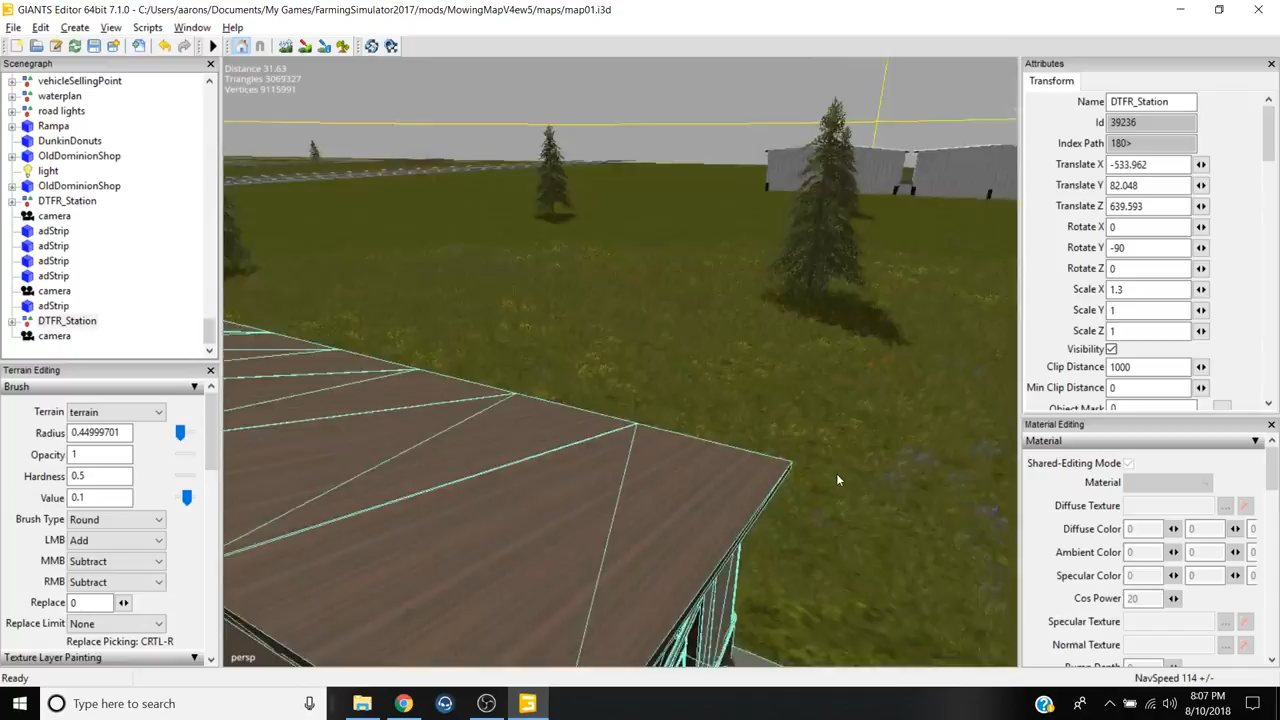 GIANTS Editor 64bit 7.1.0 - C:/Users/aarons/Documents/My Games/FarmingSimulator2017/mods/MowingMapV4ew5/maps/map01.i3d
File Edit Create View Scripts Window Help
Scenegraph
vehicleSellingPoint
waterplan
road lights
Rampa
DunkinDonuts
OldDominionShop
light
OldDominionShop
DTFR_Station
camera
adStrip
adStrip
adStrip
adStrip
camera
adStrip
DTFR_Station
camera
Terrain Editing
Brush
Terrain terrain
Radius 0.44999701
Opacity 1
Hardness 0.5
Value 0.1
Brush Type Round
LMB Add
MMB Subtract
RMB Subtract
Replace 0
Replace Limit None
Replace Picking: CRTL-R
Texture Layer Painting
Distance 31.63
Triangles 3069327
Vertices 9115991
persp
Attributes
Transform
Name DTFR_Station
Id 39236
Index Path 180>
Translate X -533.962
Translate Y 82.048
Translate Z 639.593
Rotate X 0
Rotate Y -90
Rotate Z 0
Scale X 1.3
Scale Y 1
Scale Z 1
Visibility
Clip Distance 1000
Min Clip Distance 0
Object Mask 0
Material Editing
Material
Shared-Editing Mode
Material
Diffuse Texture ...
Diffuse Color 0 0 0
Ambient Color 0 0 0
Specular Color 0 0 0
Cos Power 20
Specular Texture ...
Normal Texture ...
Bump Depth
Ready
NavSpeed 114 +/-
Type here to search
8:07 PM
8/10/2018